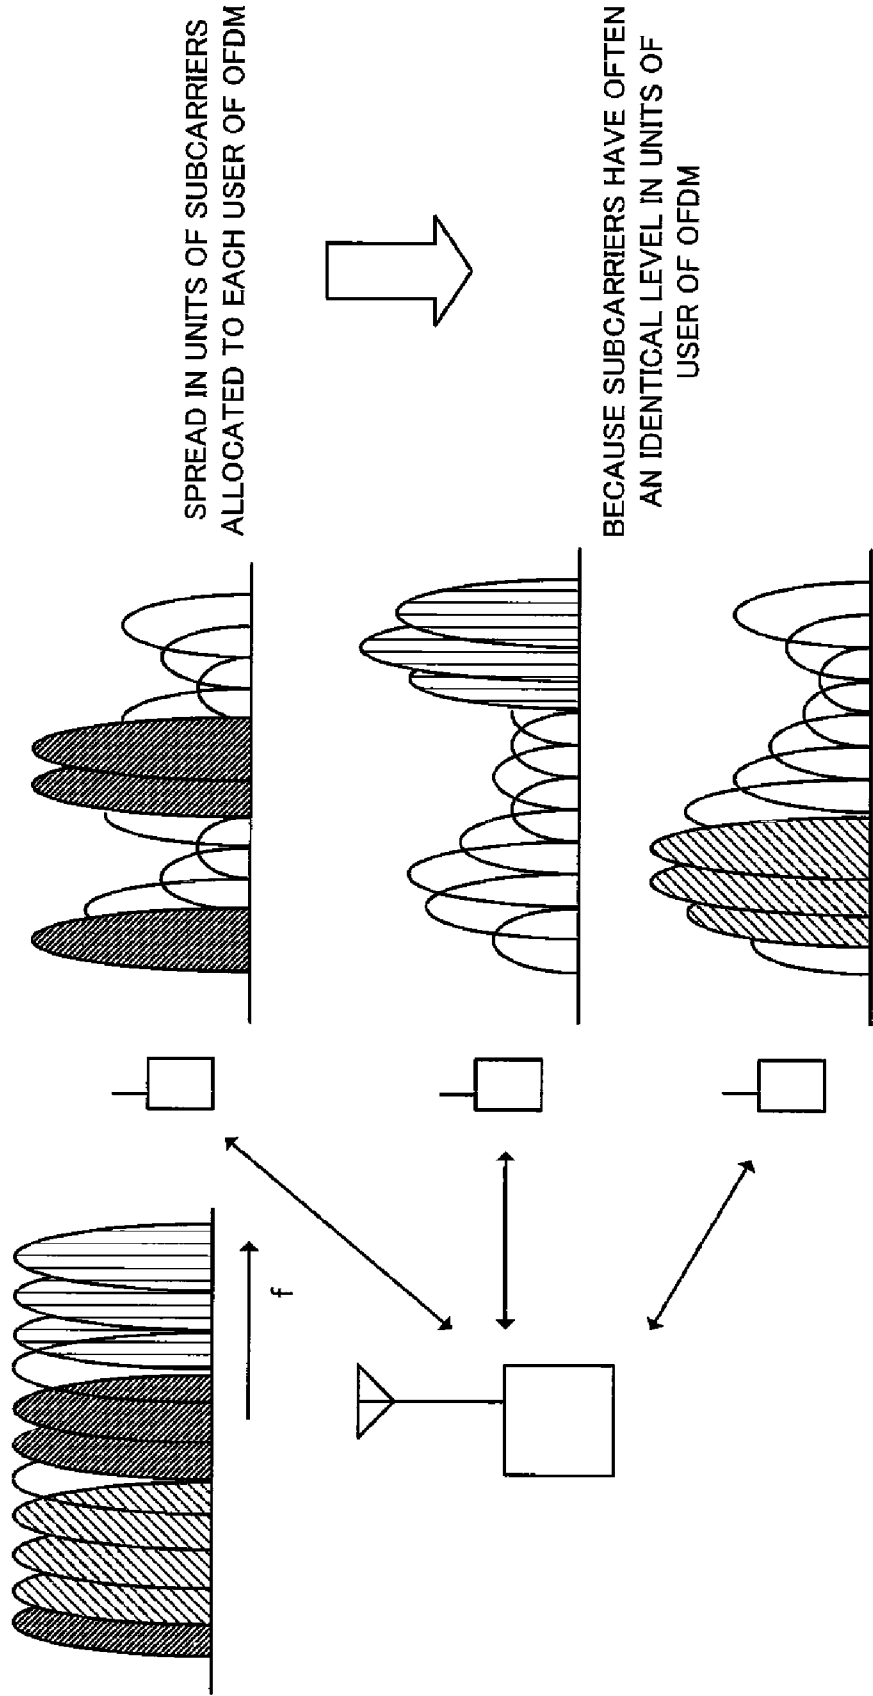 SPREAD IN UNITS OF SUBCARRIERS
ALLOCATED TO EACH USER OF OFDM
BECAUSE SUBCARRIERS HAVE OFTEN
AN IDENTICAL LEVEL IN UNITS OF
USER OF OFDM
f